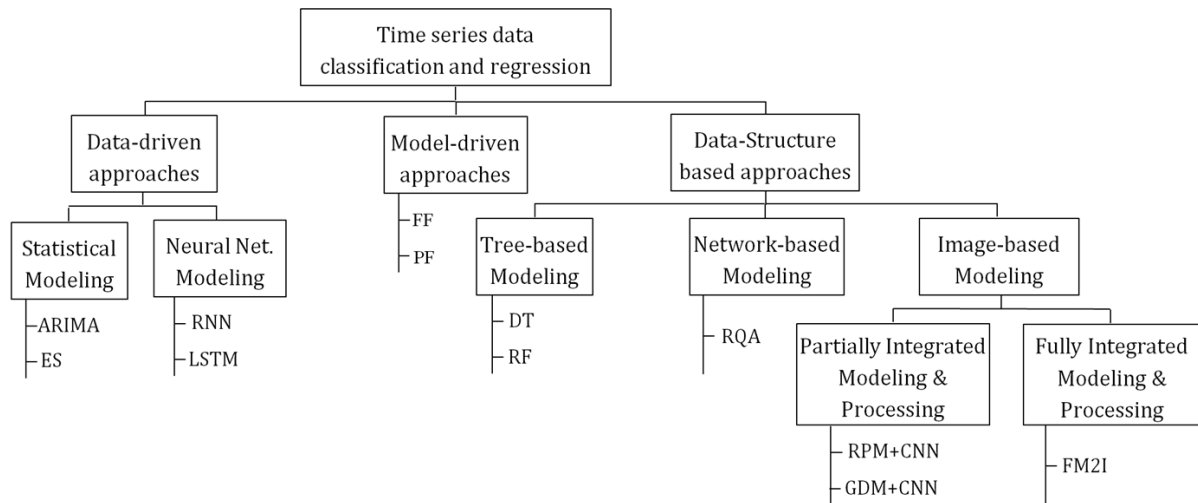 Time series data
classification and regression
Data-driven
approaches
Model-driven
approaches
Data-Structure
based approaches
Statistical
Modeling
Neural Net.
Modeling
FF
PF
Tree-based
Modeling
Network-based
Modeling
Image-based
Modeling
ARIMA
ES
RNN
LSTM
DT
RF
RQA
Partially Integrated
Modeling &
Processing
Fully Integrated
Modeling &
Processing
RPM+CNN
GDM+CNN
FM2I